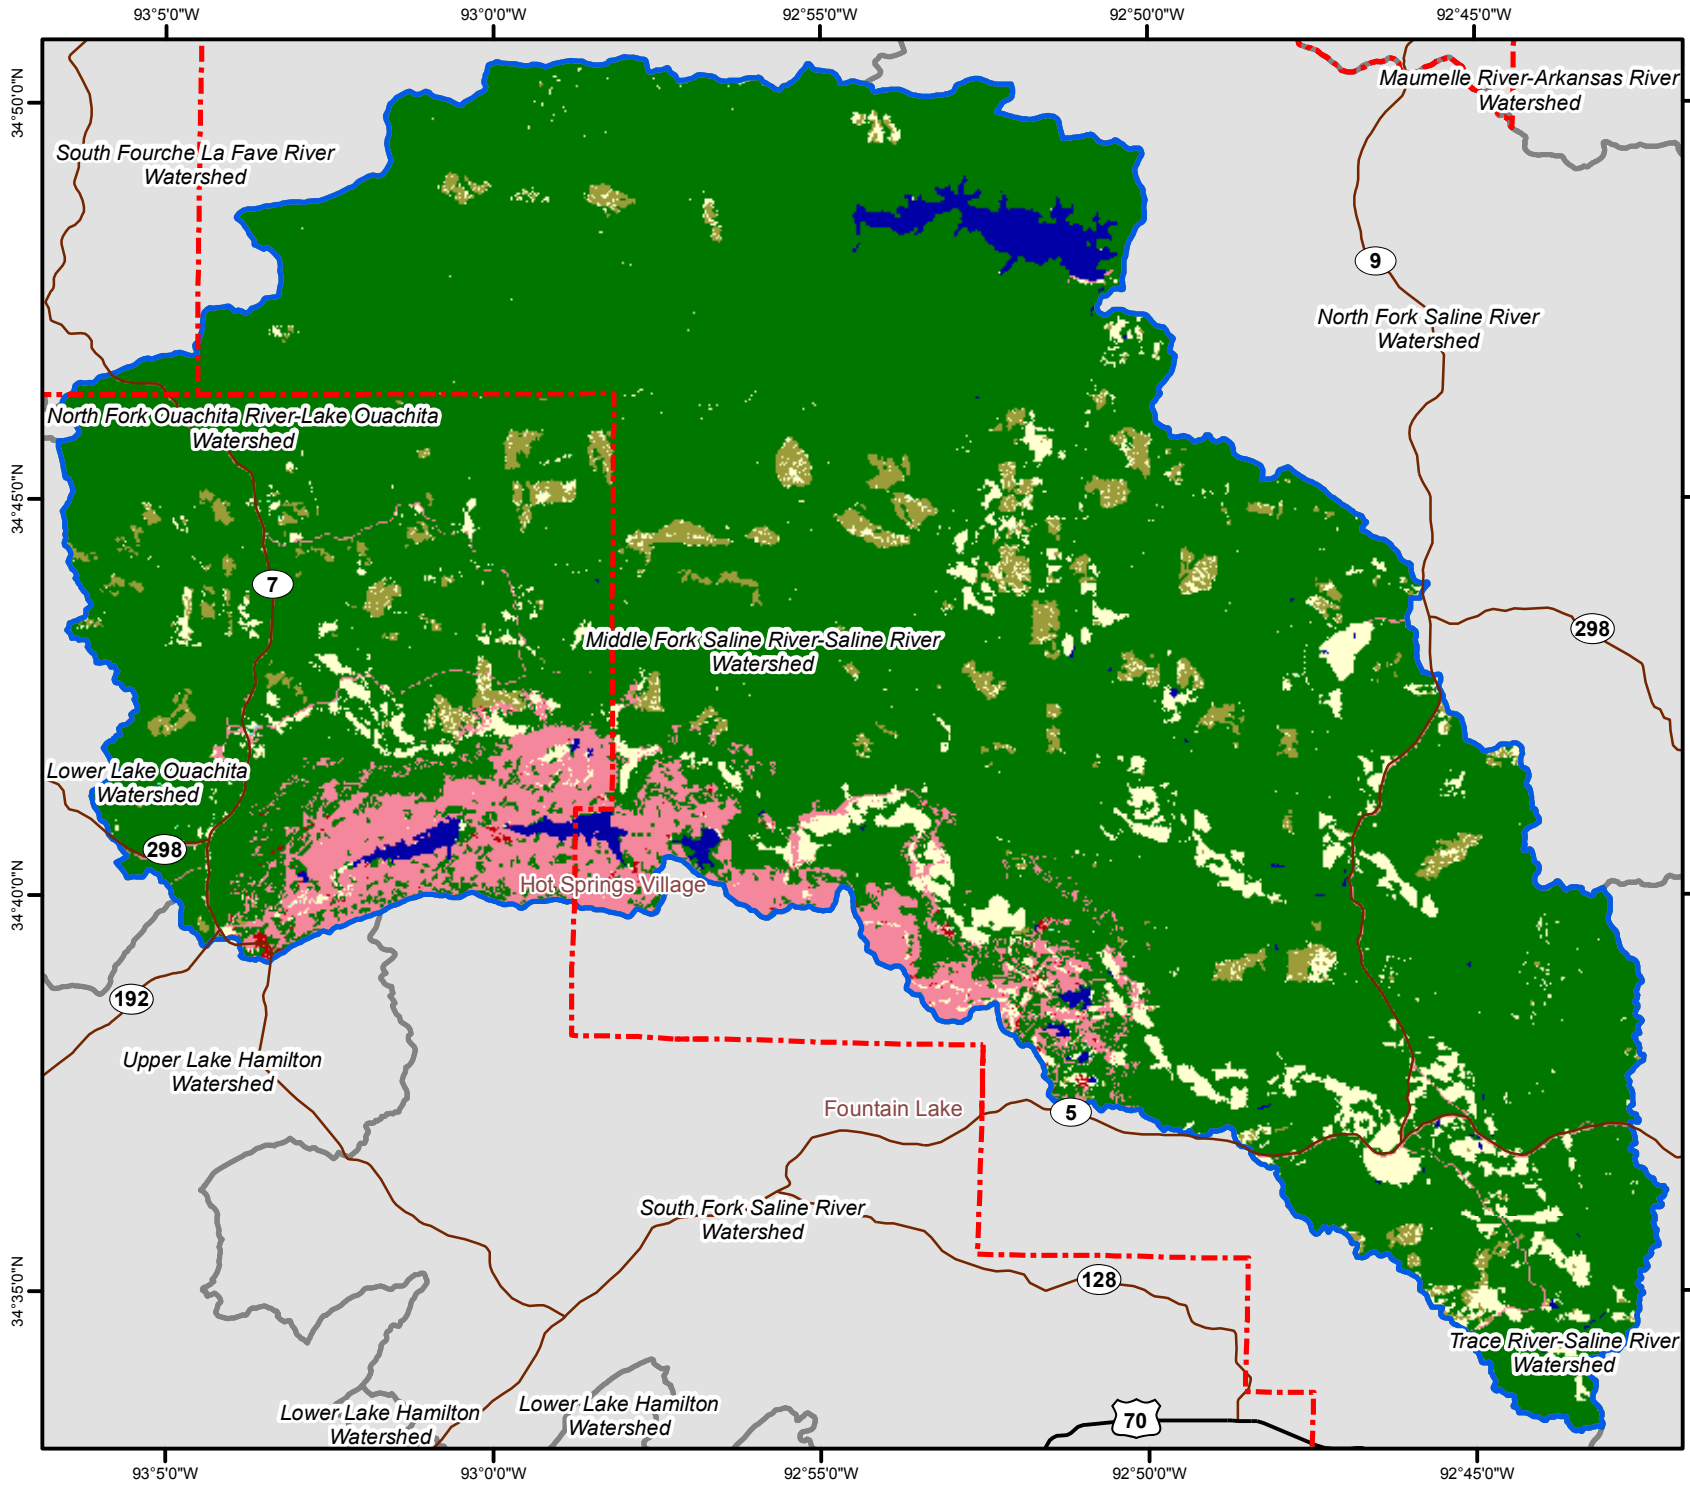 93°5'0"W
93°0'0"W
92°55'0"W
92°50'0"W
92°45'0"W
34°50'0"N
Maumelle River-Arkansas River
Watershed
South Fourche La Fave River
Watershed
9
North Fork Saline River
Watershed
North Fork Ouachita River-Lake Ouachita
Watershed
34°45'0"N
7
298
Middle Fork Saline River-Saline River
Watershed
Lower Lake Ouachita
Watershed
298
Hot Springs Village
34°40'0"N
192
Upper Lake Hamilton
Watershed
Fountain Lake
5
South Fork Saline River
Watershed
128
34°35'0"N
Trace River-Saline River
Watershed
Lower Lake Hamilton
Watershed
Lower Lake Hamilton
Watershed
70
93°5'0"W
93°0'0"W
92°55'0"W
92°50'0"W
92°45'0"W